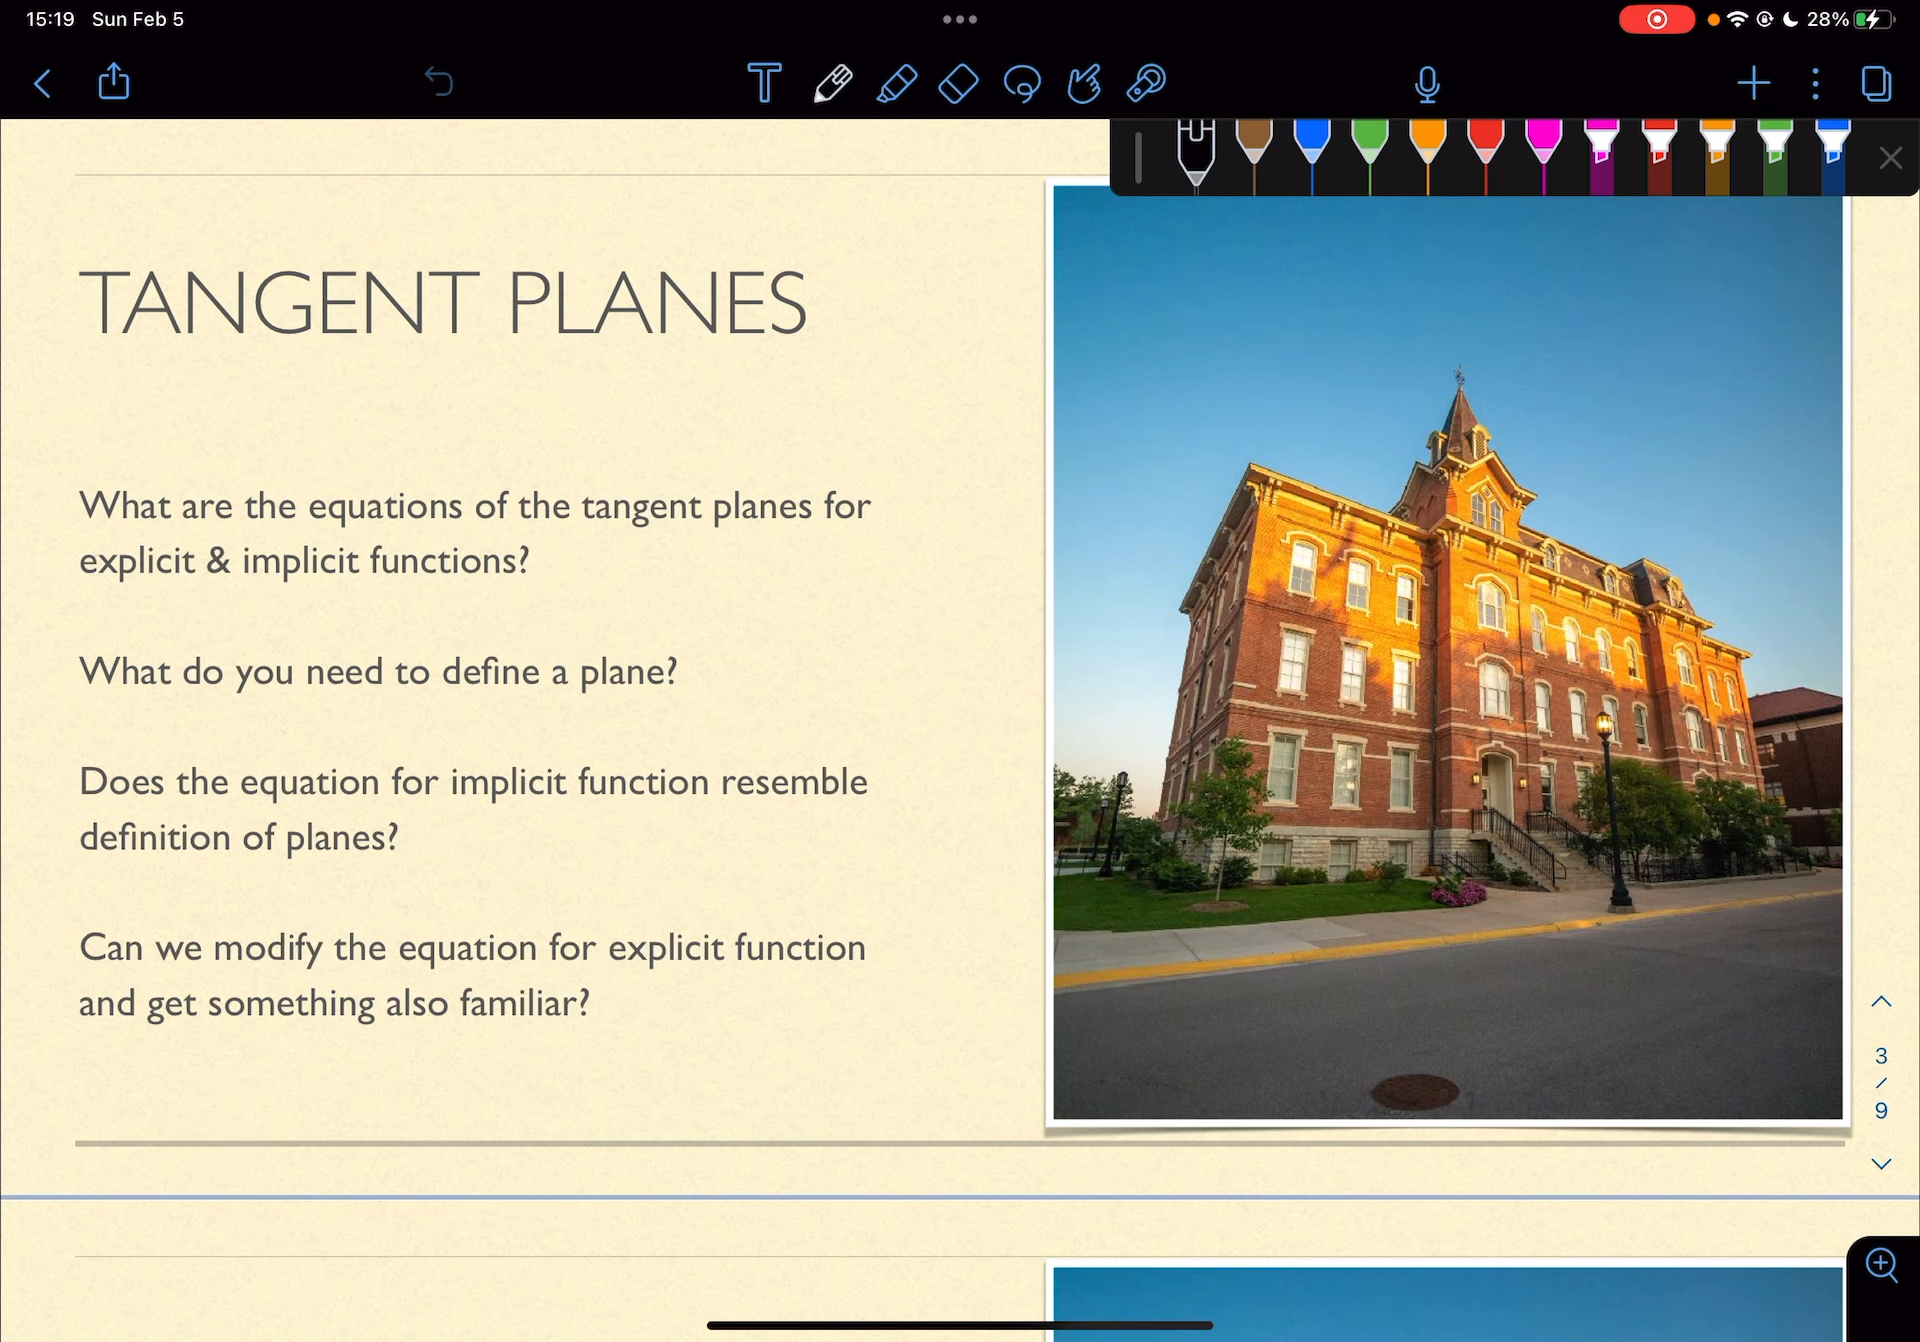 15:19 Sun Feb 5
28%
TANGENT PLANES
What are the equations of the tangent planes for
explicit & implicit functions?
What do you need to define a plane?
Does the equation for implicit function resemble
definition of planes?
Can we modify the equation for explicit function
and get something also familiar?
3
/
9